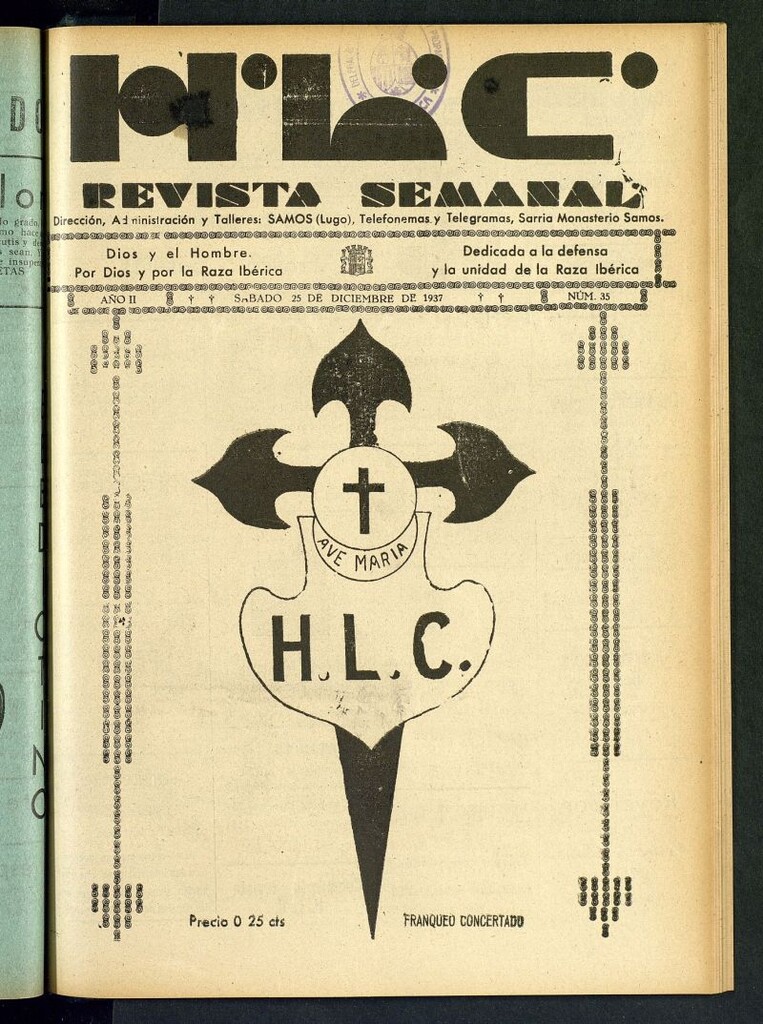 H.L.C.
REVISTA SEMANAL
Dirección, Administración y Talleres: SAMOS (Lugo), Telefonemas y Telegramas, Sarria Monasterio Samos.
Dios y el Hombre.
Por Dios y por la Raza Ibérica
Dedicada a la defensa
y la unidad de la Raza Ibérica
AÑO II † † SABADO 25 DE DICIEMBRE DE 1937 † † NÚM. 35
AVE MARIA
H.L.C.
Precio 0 25 cts
FRANQUEO CONCERTADO